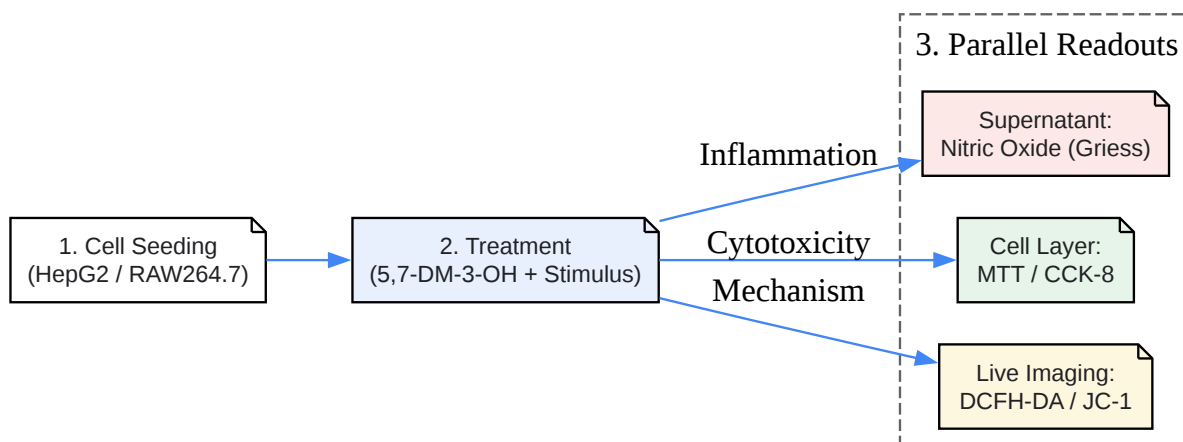 1. Cell Seeding
(HepG2 / RAW264.7)
2. Treatment
(5,7-DM-3-OH + Stimulus)
Inflammation
Cytotoxicity
Mechanism
3. Parallel Readouts
Supernatant:
Nitric Oxide (Griess)
Cell Layer:
MTT / CCK-8
Live Imaging:
DCFH-DA / JC-1